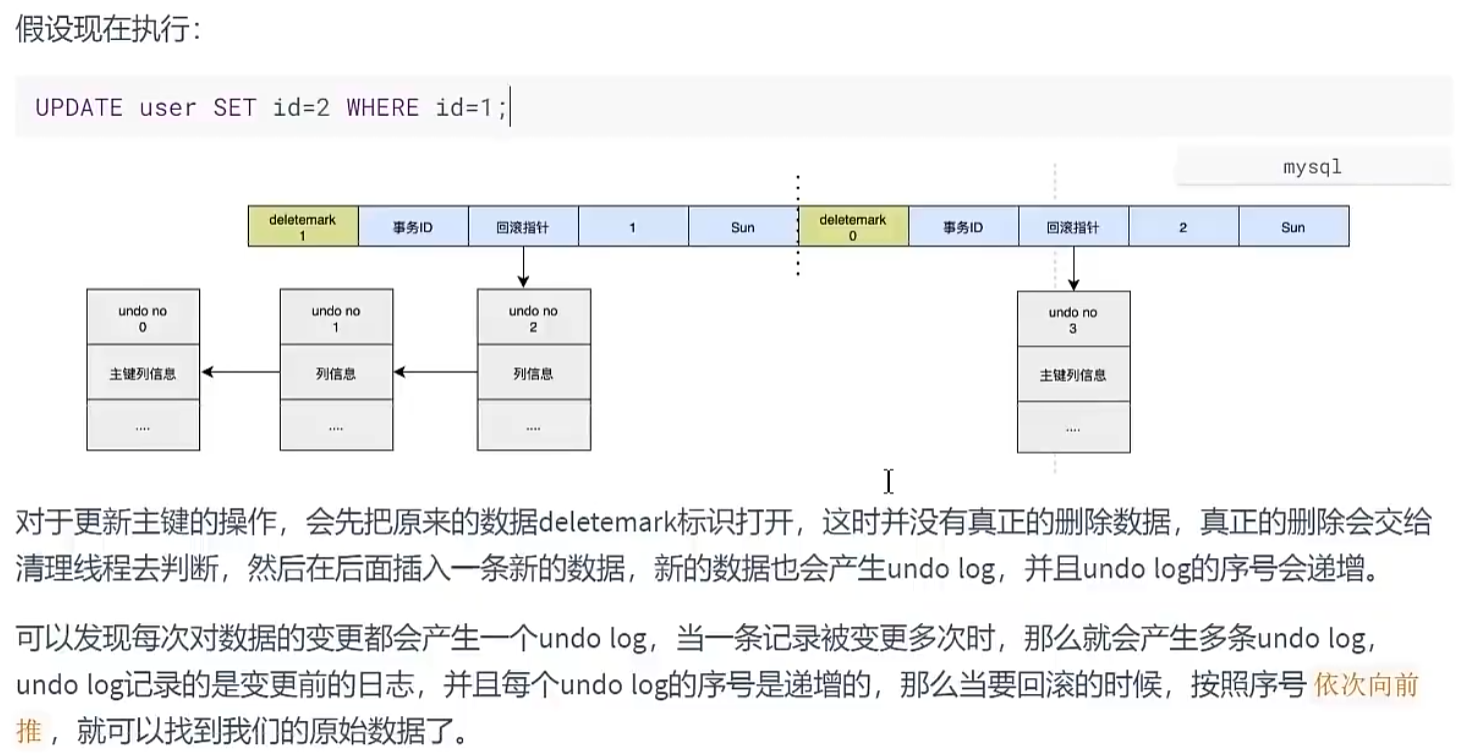 假设现在执行：
UPDATE user SET id=2 WHERE id=1;
mysql
deletemark 1 事务ID 回滚指针 1 Sun deletemark 0 事务ID 回滚指针 2 Sun
undo no 0
主键列信息
....
undo no 1
列信息
....
undo no 2
列信息
....
undo no 3
主键列信息
....
对于更新主键的操作，会先把原来的数据deletemark标识打开，这时并没有真正的删除数据，真正的删除会交给
清理线程去判断，然后在后面插入一条新的数据，新的数据也会产生undo log，并且undo log的序号会递增。
可以发现每次对数据的变更都会产生一个undo log，当一条记录被变更多次时，那么就会产生多条undo log，
undo log记录的是变更前的日志，并且每个undo log的序号是递增的，那么当要回滚的时候，按照序号 依次向前
推 ，就可以找到我们的原始数据了。